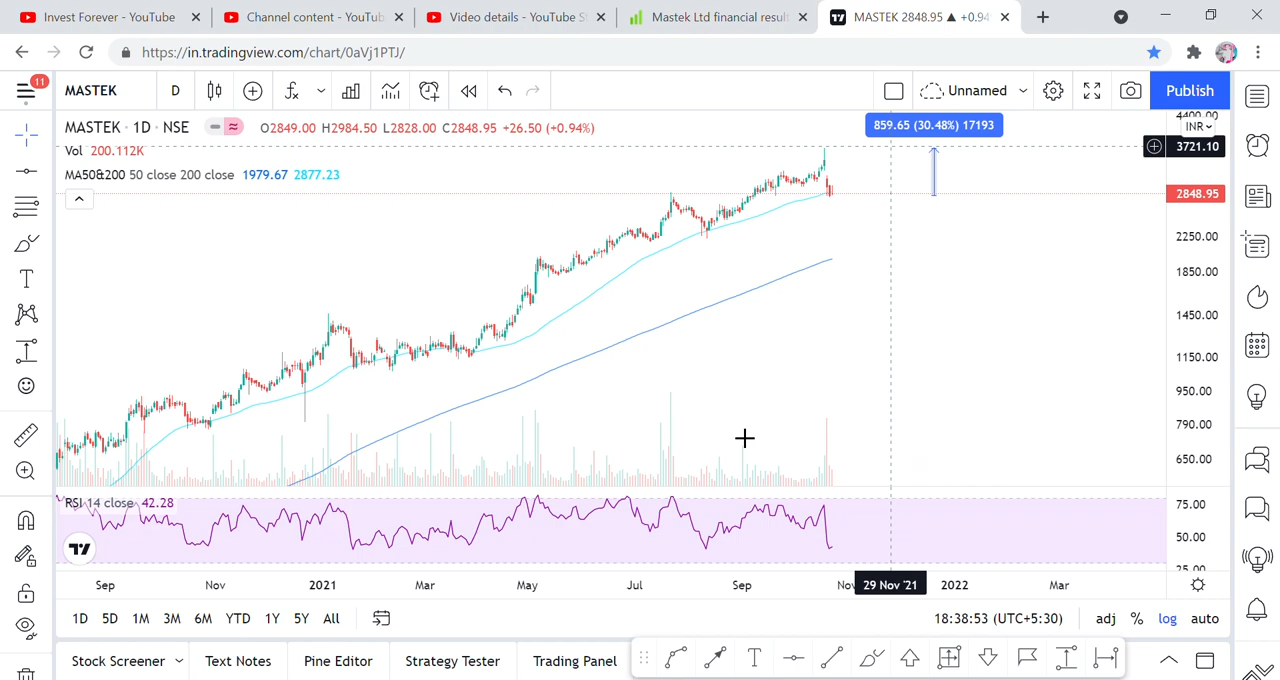 Invest Forever - YouTube
Channel content - YouTub
Video details - YouTube S
Mastek Ltd financial result
MASTEK 2848.95 ▲ +0.94
https://in.tradingview.com/chart/0aVj1PTJ/
11
MASTEK
D
Unnamed
Publish
MASTEK · 1D · NSE
O2849.00 H2984.50 L2828.00 C2848.95 +26.50 (+0.94%)
859.65 (30.48%) 17193
4400.00
INR
3721.10
Vol 200.112K
MA50&200 50 close 200 close 1979.67 2877.23
2848.95
2250.00
1850.00
1450.00
1150.00
950.00
790.00
650.00
RSI 14 close 42.28
75.00
50.00
25.00
Sep Nov 2021 Mar May Jul Sep Nov 29 Nov '21 2022 Mar
1D 5D 1M 3M 6M YTD 1Y 5Y All
18:38:53 (UTC+5:30) adj % log auto
Stock Screener Text Notes Pine Editor Strategy Tester Trading Panel